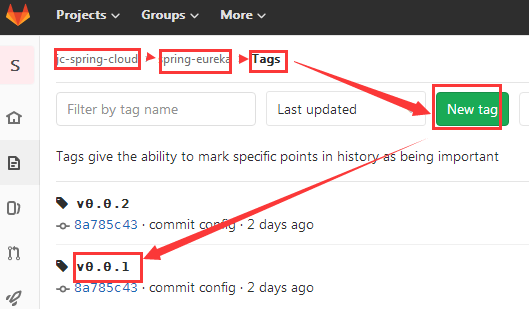 Projects Groups More
S
jc-spring-cloud spring-eureka Tags
Filter by tag name Last updated New tag
Tags give the ability to mark specific points in history as being important
v0.0.2
8a785c43 · commit config · 2 days ago
v0.0.1
8a785c43 · commit config · 2 days ago